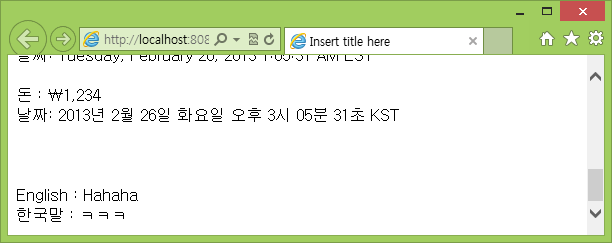 http://localhost:808
Insert title here
날짜: Tuesday, February 26, 2013 1:05:31 AM EST
돈 : ₩1,234
날짜: 2013년 2월 26일 화요일 오후 3시 05분 31초 KST
English : Hahaha
한국말 : ㅋㅋㅋ